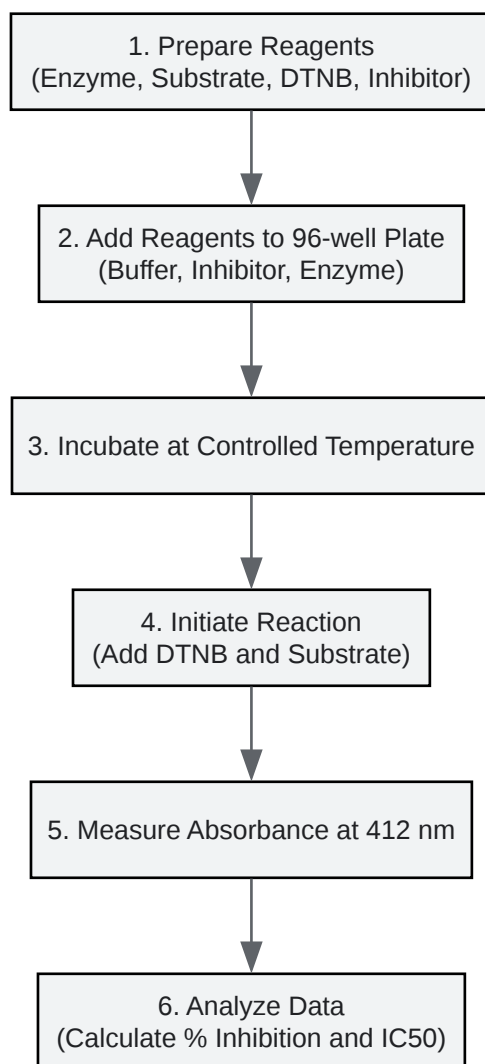 1. Prepare Reagents
(Enzyme, Substrate, DTNB, Inhibitor)
2. Add Reagents to 96-well Plate
(Buffer, Inhibitor, Enzyme)
3. Incubate at Controlled Temperature
4. Initiate Reaction
(Add DTNB and Substrate)
5. Measure Absorbance at 412 nm
6. Analyze Data
(Calculate % Inhibition and IC50)